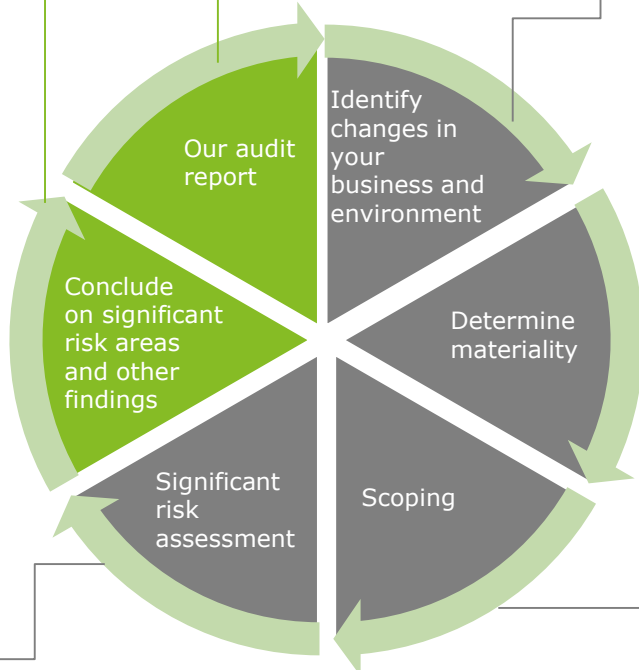 Identify
changes in
your
business and
environment
Determine
materiality
Scoping
Significant
risk
assessment
Conclude
on significant
risk areas
and other
findings
Our audit
report